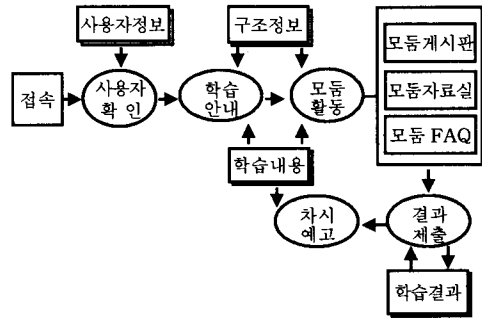 사용자정보
구조정보
접속
사용자
확 인
학습
안내
모둠
활동
모둠게시판
모둠자료실
모둠 FAQ
학습내용
차시
예고
결과
제출
학습결과